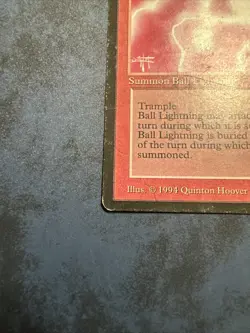 Summon Ball
Trample
Ball Lightning may
turn during which it is
Ball Lightning is buried
of the turn during which
summoned.
Illus. © 1994 Quinton Hoover